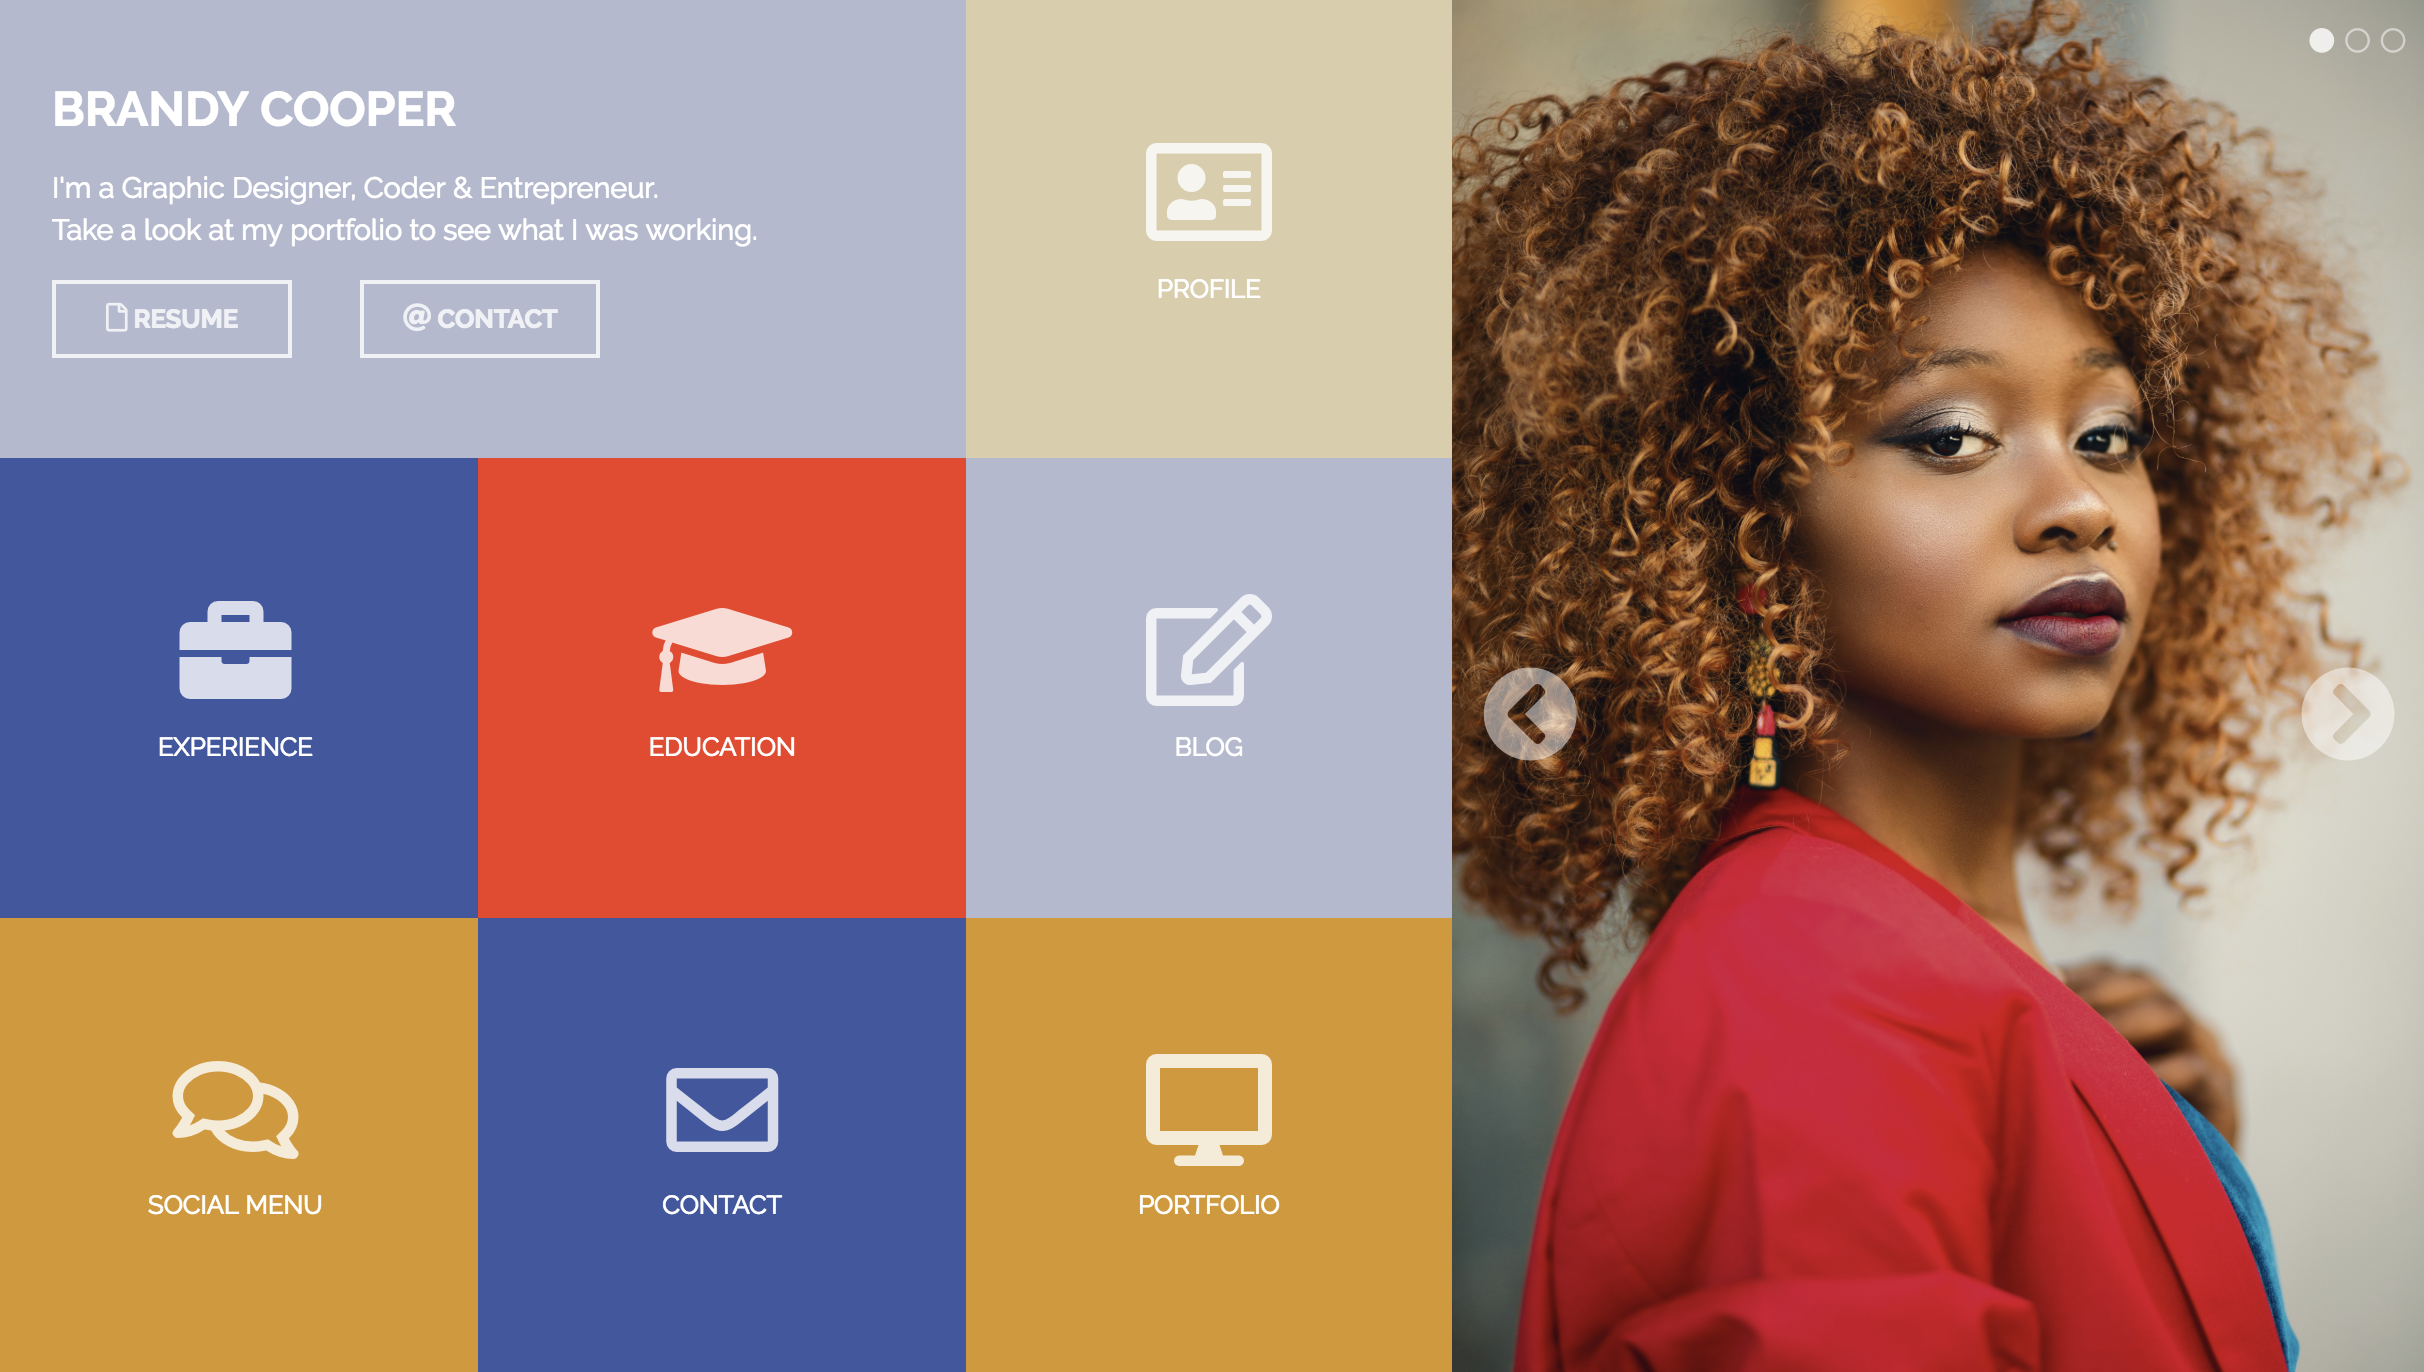 BRANDY COOPER
I'm a Graphic Designer, Coder & Entrepreneur.
Take a look at my portfolio to see what I was working.
RESUME
@ CONTACT
PROFILE
EXPERIENCE
EDUCATION
BLOG
SOCIAL MENU
CONTACT
PORTFOLIO